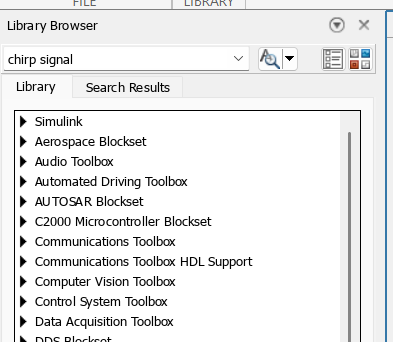 FILE LIBRARY
Library Browser
chirp signal
Library Search Results
Simulink
Aerospace Blockset
Audio Toolbox
Automated Driving Toolbox
AUTOSAR Blockset
C2000 Microcontroller Blockset
Communications Toolbox
Communications Toolbox HDL Support
Computer Vision Toolbox
Control System Toolbox
Data Acquisition Toolbox
DDS Blockset